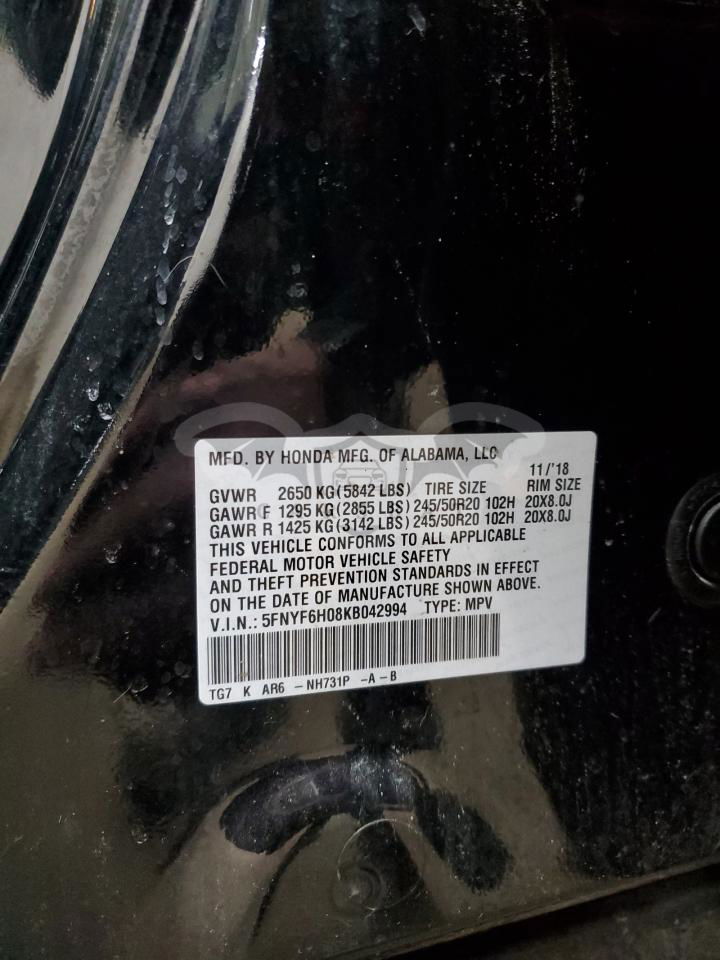 MFD. BY HONDA MFG. OF ALABAMA, LLC
11/'18
GVWR 2650 KG(5842 LBS) TIRE SIZE RIM SIZE
GAWR F 1295 KG(2855 LBS) 245/50R20 102H 20X8.0J
GAWR R 1425 KG(3142 LBS) 245/50R20 102H 20X8.0J
THIS VEHICLE CONFORMS TO ALL APPLICABLE
FEDERAL MOTOR VEHICLE SAFETY
AND THEFT PREVENTION STANDARDS IN EFFECT
ON THE DATE OF MANUFACTURE SHOWN ABOVE.
V.I.N.: 5FNYF6H08KB042994 TYPE: MPV
TG7 K AR6 -NH731P -A-B